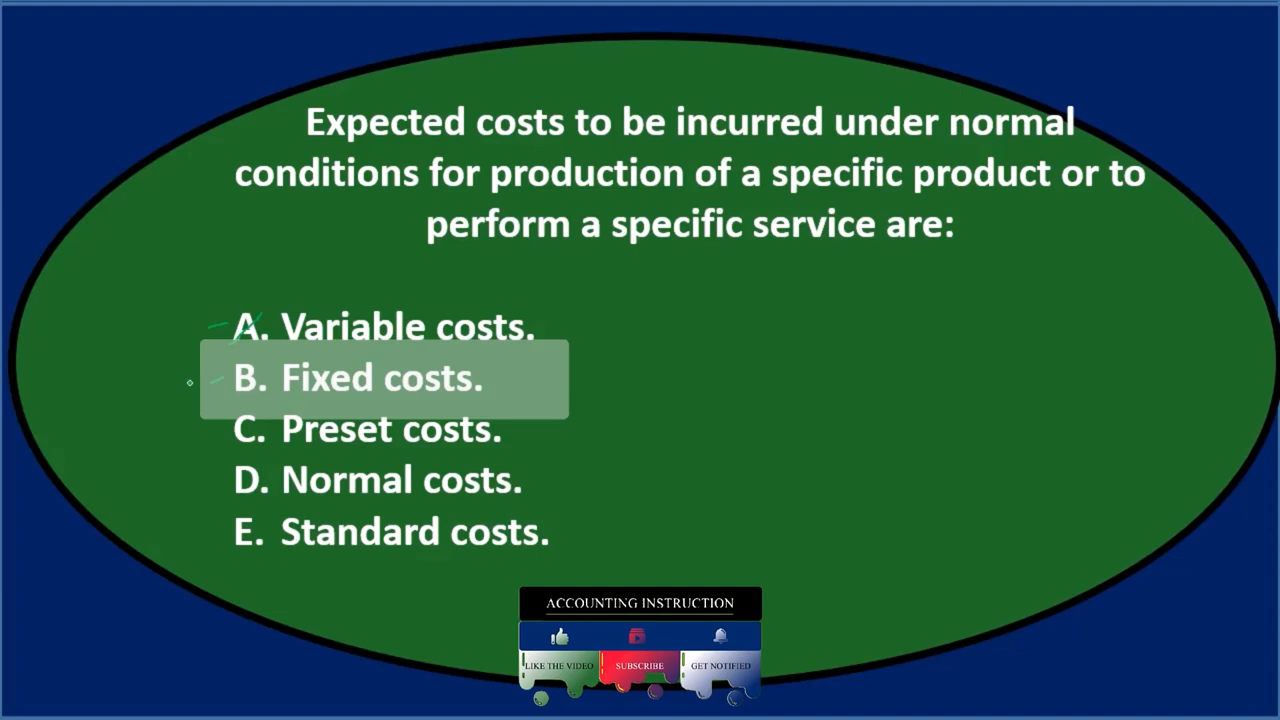 Expected costs to be incurred under normal
conditions for production of a specific product or to
perform a specific service are:
A. Variable costs.
B. Fixed costs.
C. Preset costs.
D. Normal costs.
E. Standard costs.
ACCOUNTING INSTRUCTION
LIKE THE VIDEO SUBSCRIBE GET NOTIFIED